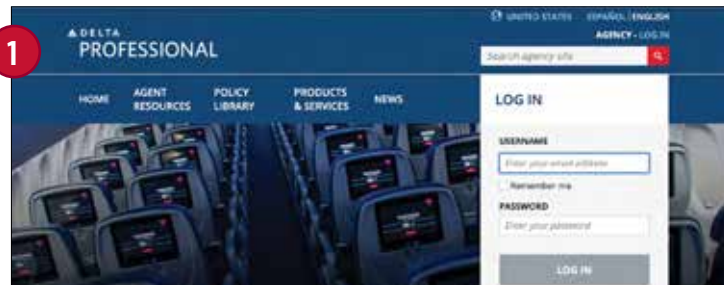 1
UNITED STATES ESPAÑOL | ENGLISH
DELTA
PROFESSIONAL
AGENCY - LOG IN
Search agency site
HOME
AGENT RESOURCES
POLICY LIBRARY
PRODUCTS & SERVICES
NEWS
LOG IN
USERNAME
Enter your email address
Remember me
PASSWORD
Enter your password
LOG IN